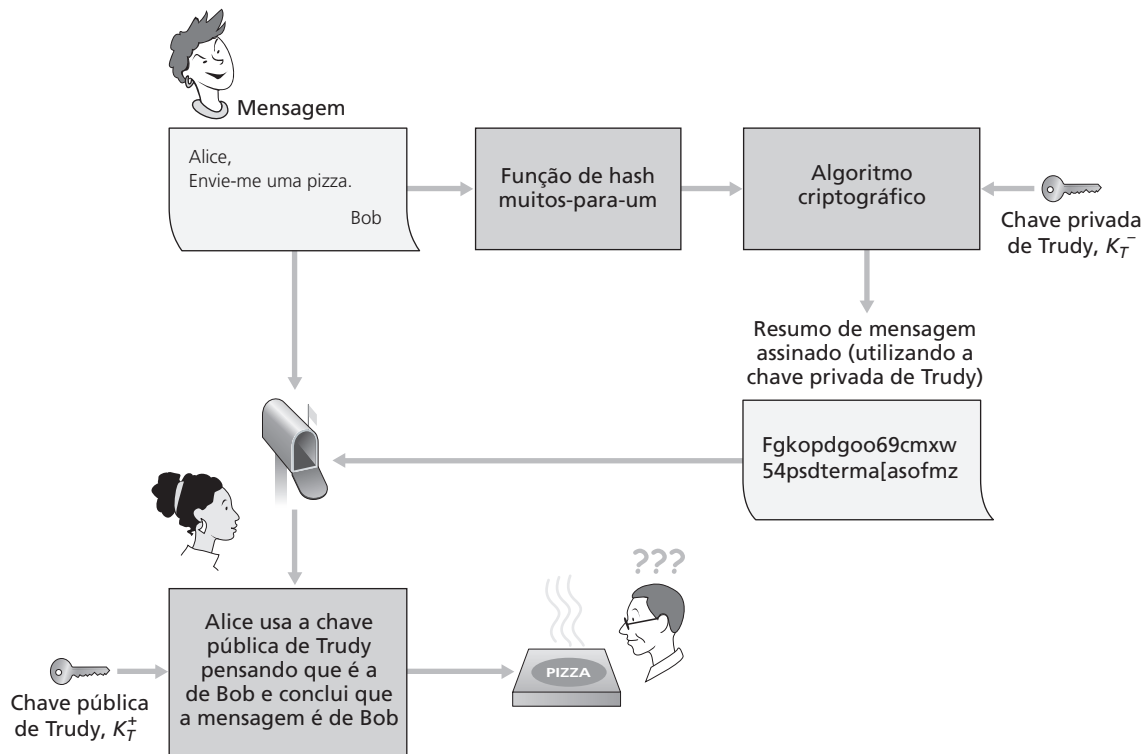 Mensagem
Alice,
Envie-me uma pizza.
Bob
Função de hash
muitos-para-um
Algoritmo
criptográfico
Chave privada
de Trudy, K_T^-
Resumo de mensagem
assinado (utilizando a
chave privada de Trudy)
Fgkopdgoo69cmxw
54psdterma[asofmz
Alice usa a chave
pública de Trudy
pensando que é a
de Bob e conclui que
a mensagem é de Bob
Chave pública
de Trudy, K_T^+
PIZZA
???